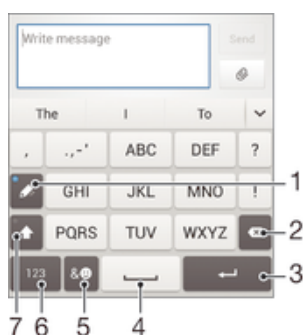 Write message
Send
The I To
, .,-' ABC DEF ?
GHI JKL MNO ! 1
PQRS TUV WXYZ 2
123 &☻ 3
7 6 5 4